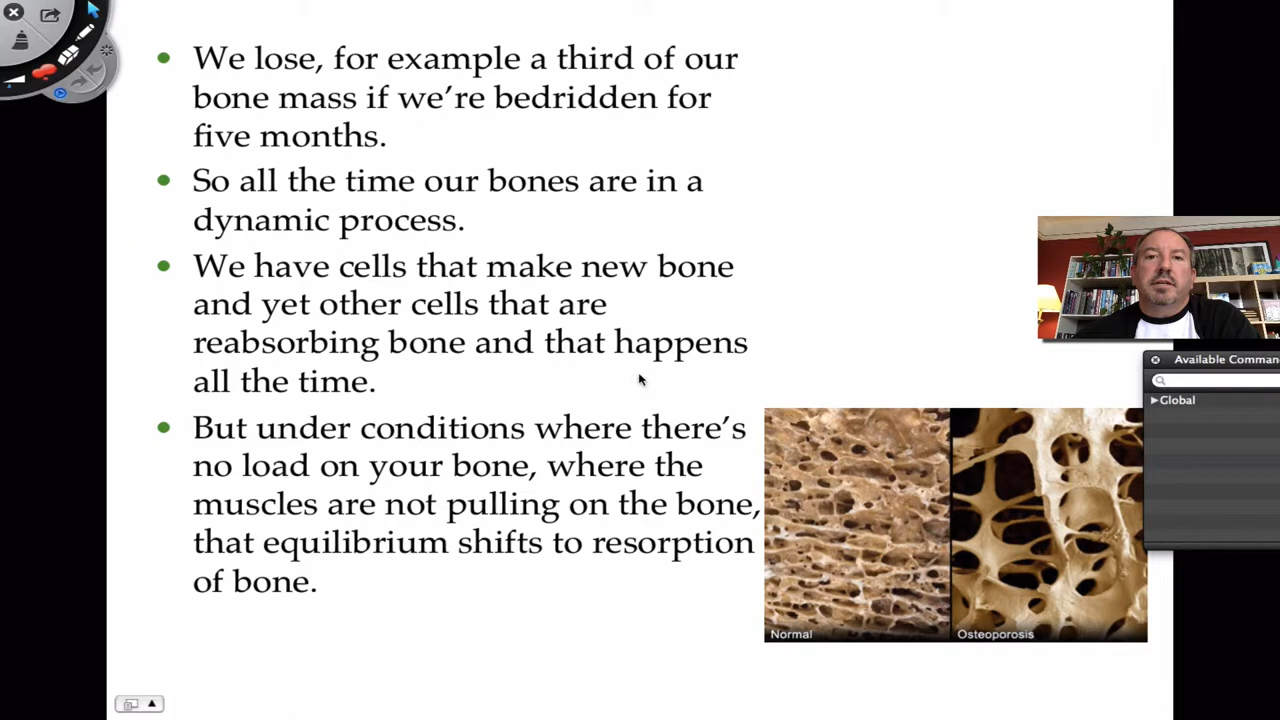 We lose, for example a third of our
bone mass if we're bedridden for
five months.
So all the time our bones are in a
dynamic process.
We have cells that make new bone
and yet other cells that are
reabsorbing bone and that happens
all the time.
But under conditions where there's
no load on your bone, where the
muscles are not pulling on the bone,
that equilibrium shifts to resorption
of bone.
Available Comman
Global
Normal
Osteoporosis